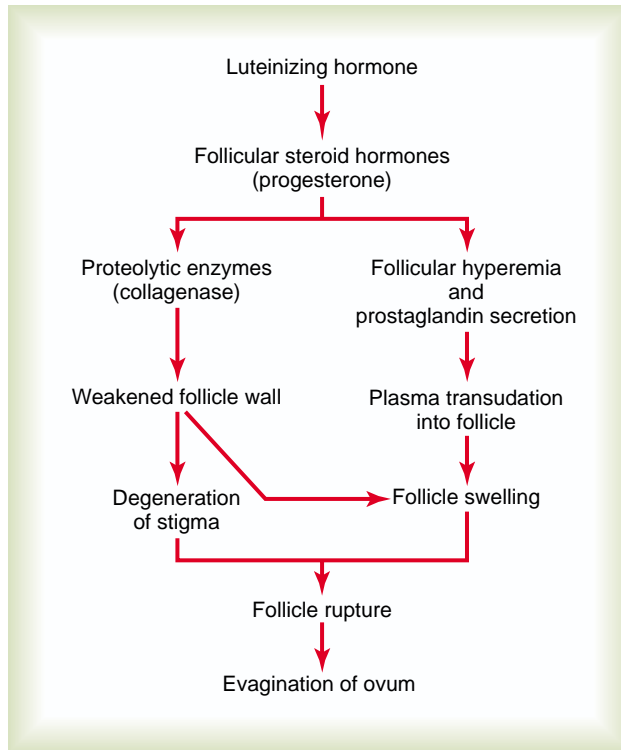 Luteinizing hormone
Follicular steroid hormones
(progesterone)
Proteolytic enzymes
(collagenase)
Follicular hyperemia
and
prostaglandin secretion
Weakened follicle wall
Plasma transudation
into follicle
Degeneration
of stigma
Follicle swelling
Follicle rupture
Evagination of ovum